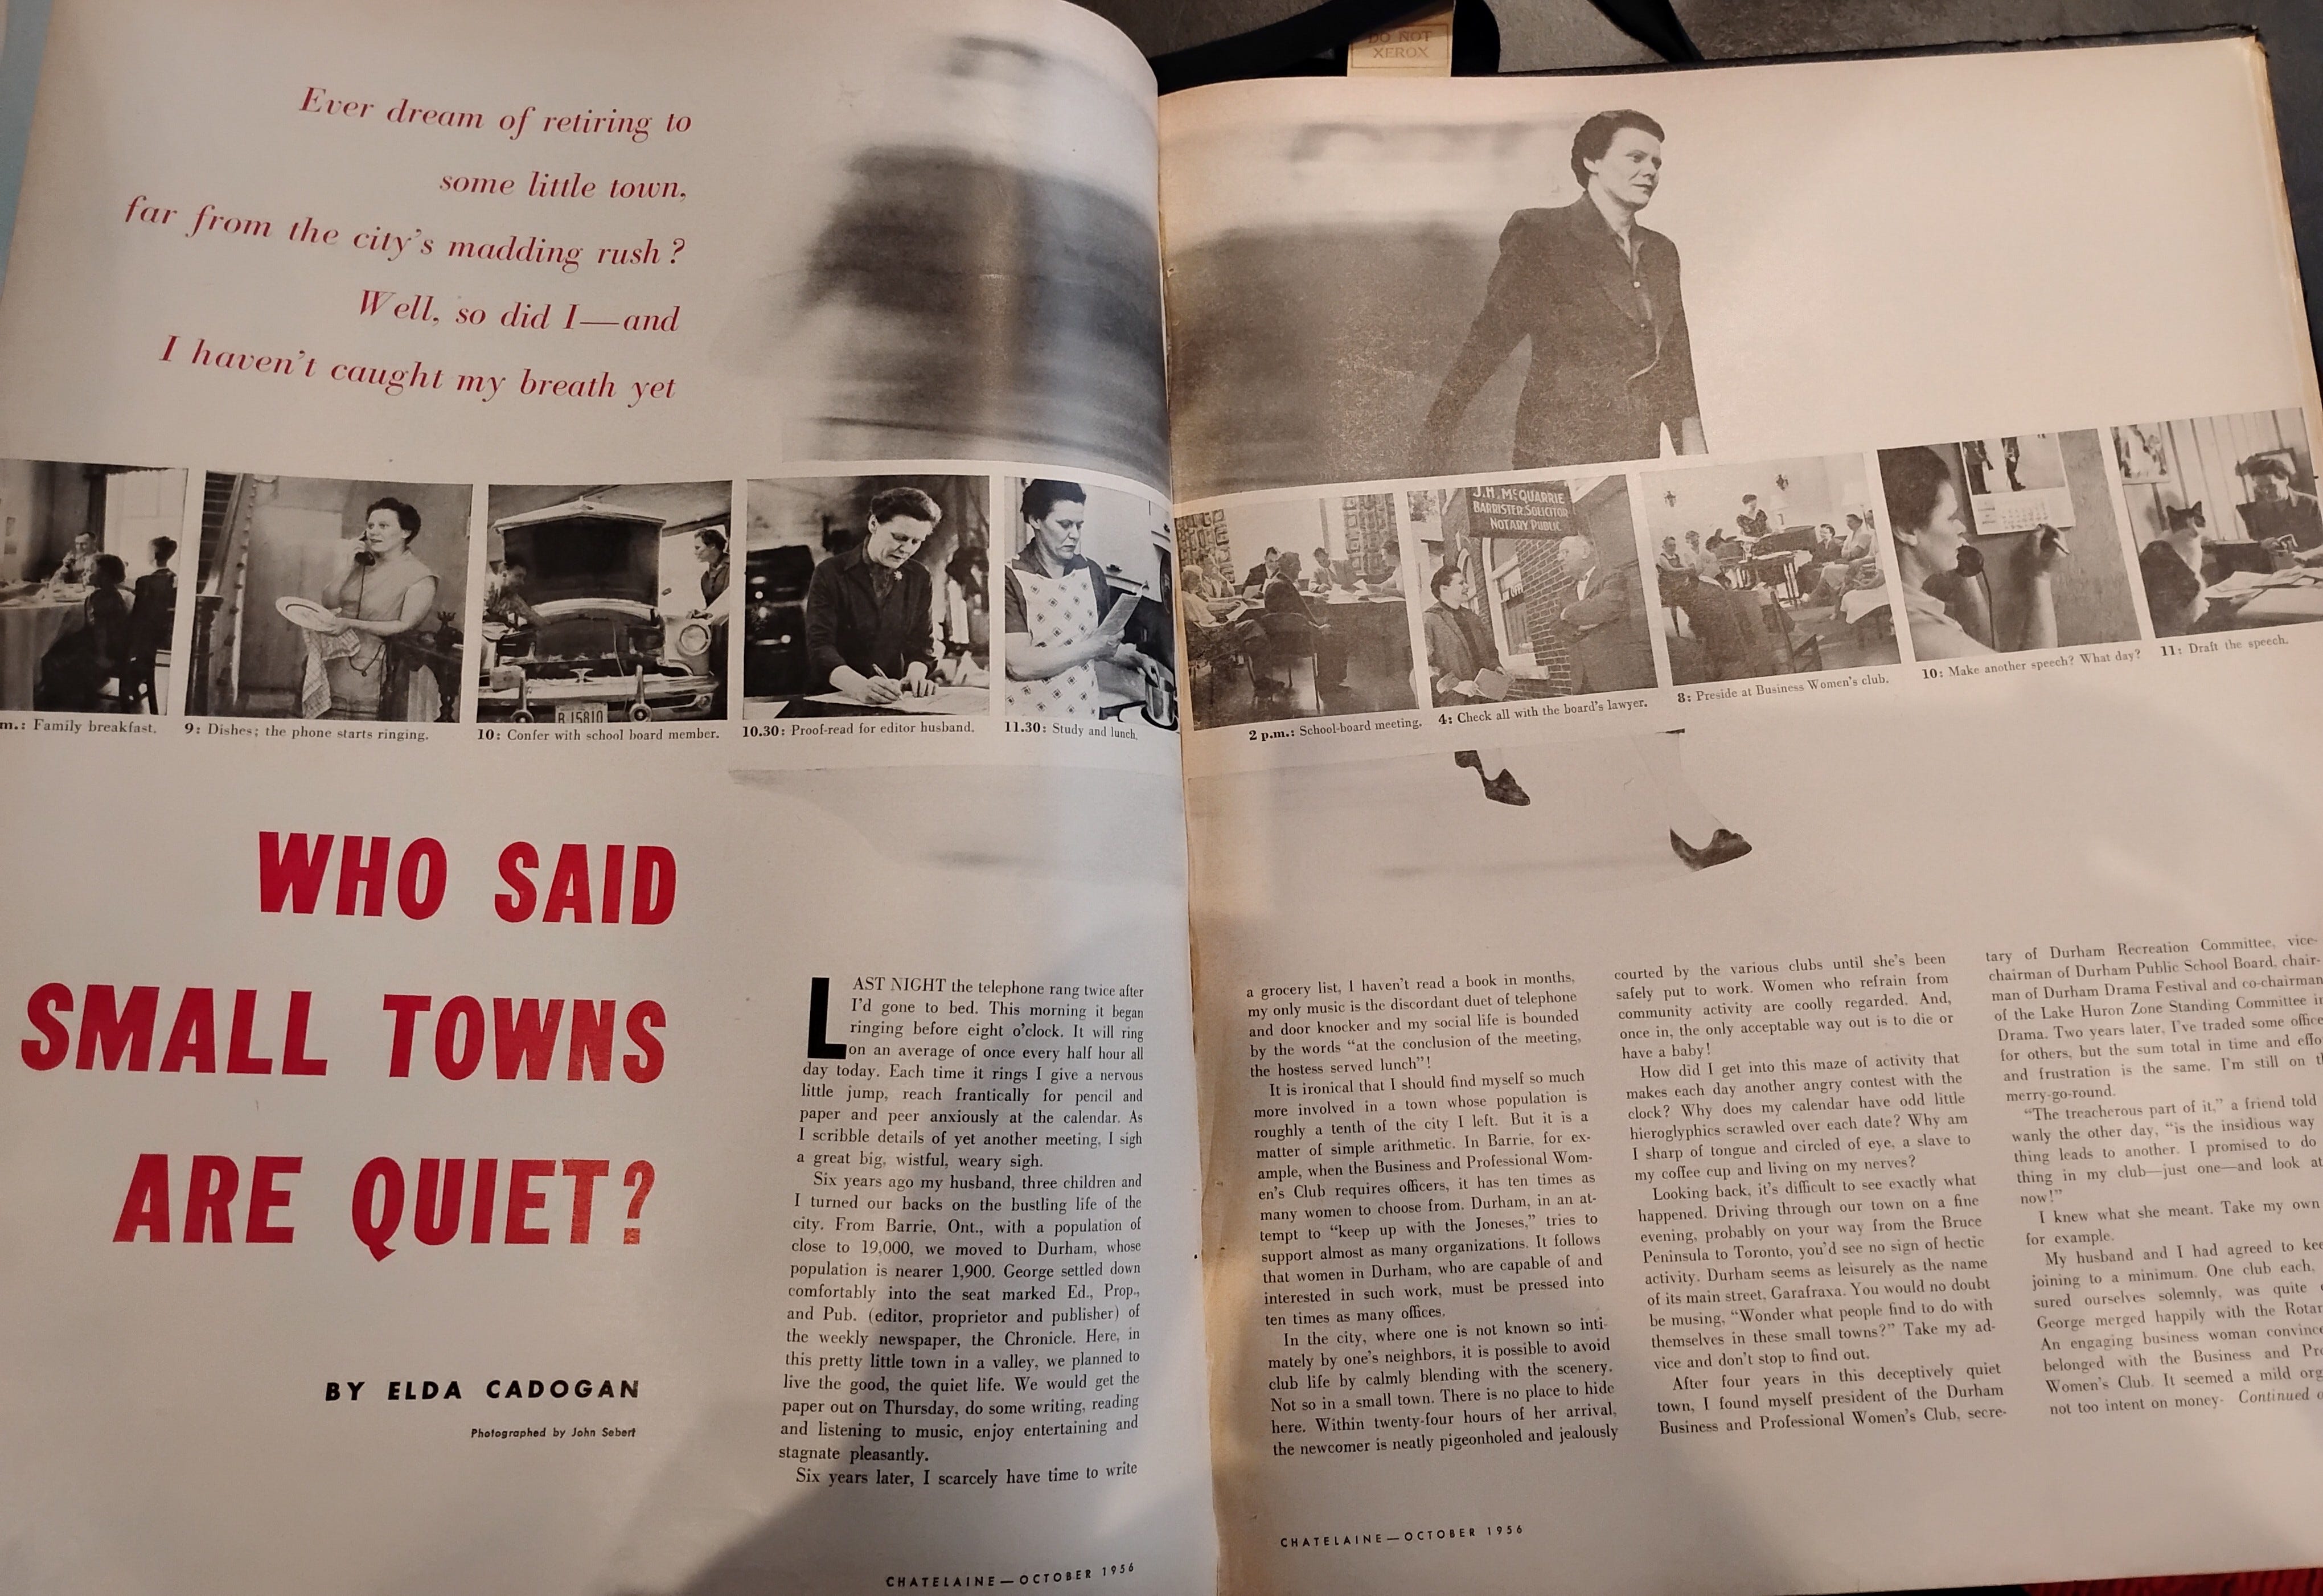 DO NOT
XEROX
Ever dream of retiring to
some little town,
far from the city's madding rush?
Well, so did I—and
I haven't caught my breath yet
m.: Family breakfast.
9: Dishes; the phone starts ringing.
B 15810
10: Confer with school board member.
10.30: Proof-read for editor husband.
11.30: Study and lunch.
2 p.m.: School-board meeting.
J.H. McQUARRIE
BARRISTER, SOLICITOR
NOTARY PUBLIC
4: Check all with the board's lawyer.
8: Preside at Business Women's club.
10: Make another speech? What day?
11: Draft the speech.
WHO SAID
SMALL TOWNS
ARE QUIET?
BY ELDA CADOGAN
Photographed by John Sebert
LAST NIGHT the telephone rang twice after
I'd gone to bed. This morning it began
ringing before eight o'clock. It will ring
on an average of once every half hour all
day today. Each time it rings I give a nervous
little jump, reach frantically for pencil and
paper and peer anxiously at the calendar. As
I scribble details of yet another meeting, I sigh
a great big, wistful, weary sigh.
Six years ago my husband, three children and
I turned our backs on the bustling life of the
city. From Barrie, Ont., with a population of
close to 19,000, we moved to Durham, whose
population is nearer 1,900. George settled down
comfortably into the seat marked Ed., Prop.,
and Pub. (editor, proprietor and publisher) of
the weekly newspaper, the Chronicle. Here, in
this pretty little town in a valley, we planned to
live the good, the quiet life. We would get the
paper out on Thursday, do some writing, reading
and listening to music, enjoy entertaining and
stagnate pleasantly.
Six years later, I scarcely have time to write
CHATELAINE—OCTOBER 1956
a grocery list, I haven't read a book in months,
my only music is the discordant duet of telephone
and door knocker and my social life is bounded
by the words "at the conclusion of the meeting,
the hostess served lunch"!
It is ironical that I should find myself so much
more involved in a town whose population is
roughly a tenth of the city I left. But it is a
matter of simple arithmetic. In Barrie, for ex-
ample, when the Business and Professional Wom-
en's Club requires officers, it has ten times as
many women to choose from. Durham, in an at-
tempt to "keep up with the Joneses," tries to
support almost as many organizations. It follows
that women in Durham, who are capable of and
interested in such work, must be pressed into
ten times as many offices.
In the city, where one is not known so inti-
mately by one's neighbors, it is possible to avoid
club life by calmly blending with the scenery.
Not so in a small town. There is no place to hide
here. Within twenty-four hours of her arrival,
the newcomer is neatly pigeonholed and jealously
courted by the various clubs until she's been
safely put to work. Women who refrain from
community activity are coolly regarded. And,
once in, the only acceptable way out is to die or
have a baby!
How did I get into this maze of activity that
makes each day another angry contest with the
clock? Why does my calendar have odd little
hieroglyphics scrawled over each date? Why am
I sharp of tongue and circled of eye, a slave to
my coffee cup and living on my nerves?
Looking back, it's difficult to see exactly what
happened. Driving through our town on a fine
evening, probably on your way from the Bruce
Peninsula to Toronto, you'd see no sign of hectic
activity. Durham seems as leisurely as the name
of its main street, Garafraxa. You would no doubt
be musing, "Wonder what people find to do with
themselves in these small towns?" Take my ad-
vice and don't stop to find out.
After four years in this deceptively quiet
town, I found myself president of the Durham
Business and Professional Women's Club, secre-
tary of Durham Recreation Committee, vice-
chairman of Durham Public School Board, chair-
man of Durham Drama Festival and co-chairman
of the Lake Huron Zone Standing Committee in
Drama. Two years later, I've traded some office
for others, but the sum total in time and effo
and frustration is the same. I'm still on t
merry-go-round.
"The treacherous part of it," a friend told
wanly the other day, "is the insidious way
thing leads to another. I promised to do
thing in my club—just one—and look at
now!"
I knew what she meant. Take my own
for example.
My husband and I had agreed to kee
joining to a minimum. One club each,
sured ourselves solemnly, was quite
George merged happily with the Rotar
An engaging business woman convince
belonged with the Business and Pro
Women's Club. It seemed a mild org
not too intent on money- Continued o
CHATELAINE—OCTOBER 1956